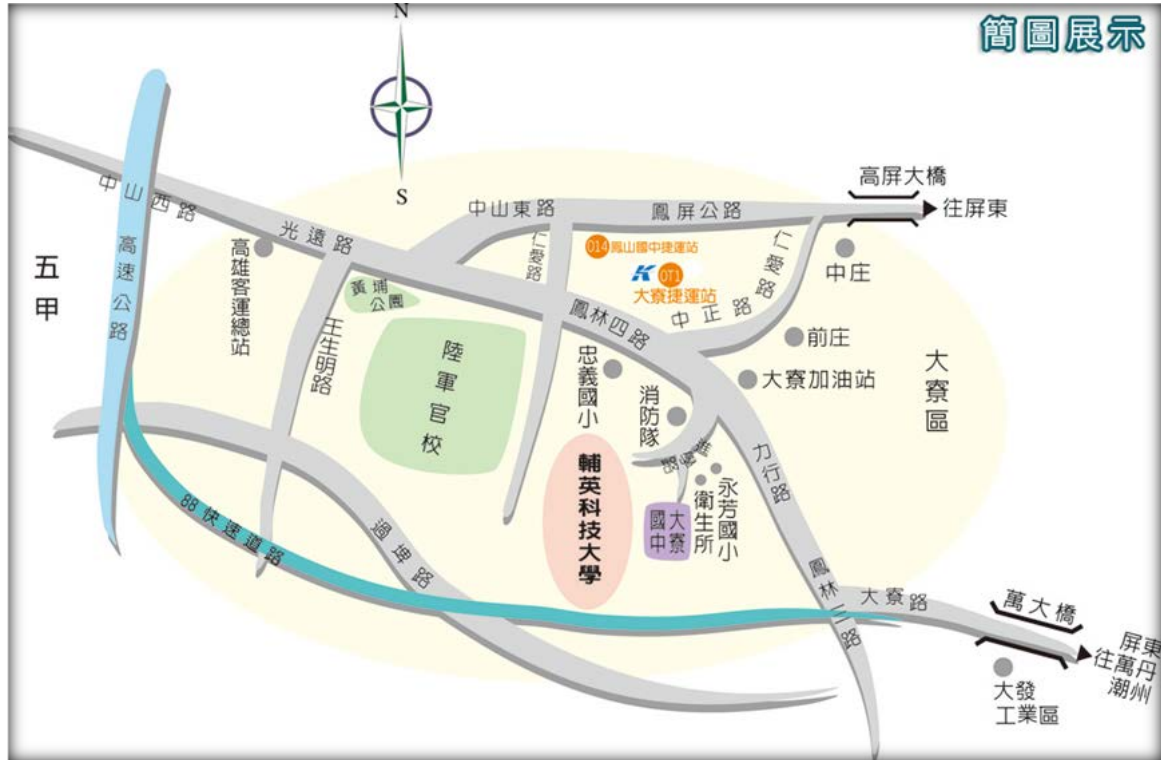 簡圖展示
N
S
高屏大橋
往屏東
中山西路
光遠路
中山東路
鳳屏公路
仁愛路
仁愛路
高速公路
五甲
高雄客運總站
黃埔
公園
王生明路
O14 鳳山國中捷運站
K OT1
大寮捷運站
中庄
中正路
鳳林四路
前庄
大寮加油站
大寮區
陸軍官校
忠義國小
消防隊
輔英科技大學
進學路
永芳國小
衛生所
大寮
國中
力行路
88快速道路
過埤路
鳳林三路
大寮路
萬大橋
屏東
往萬丹
潮州
大發
工業區